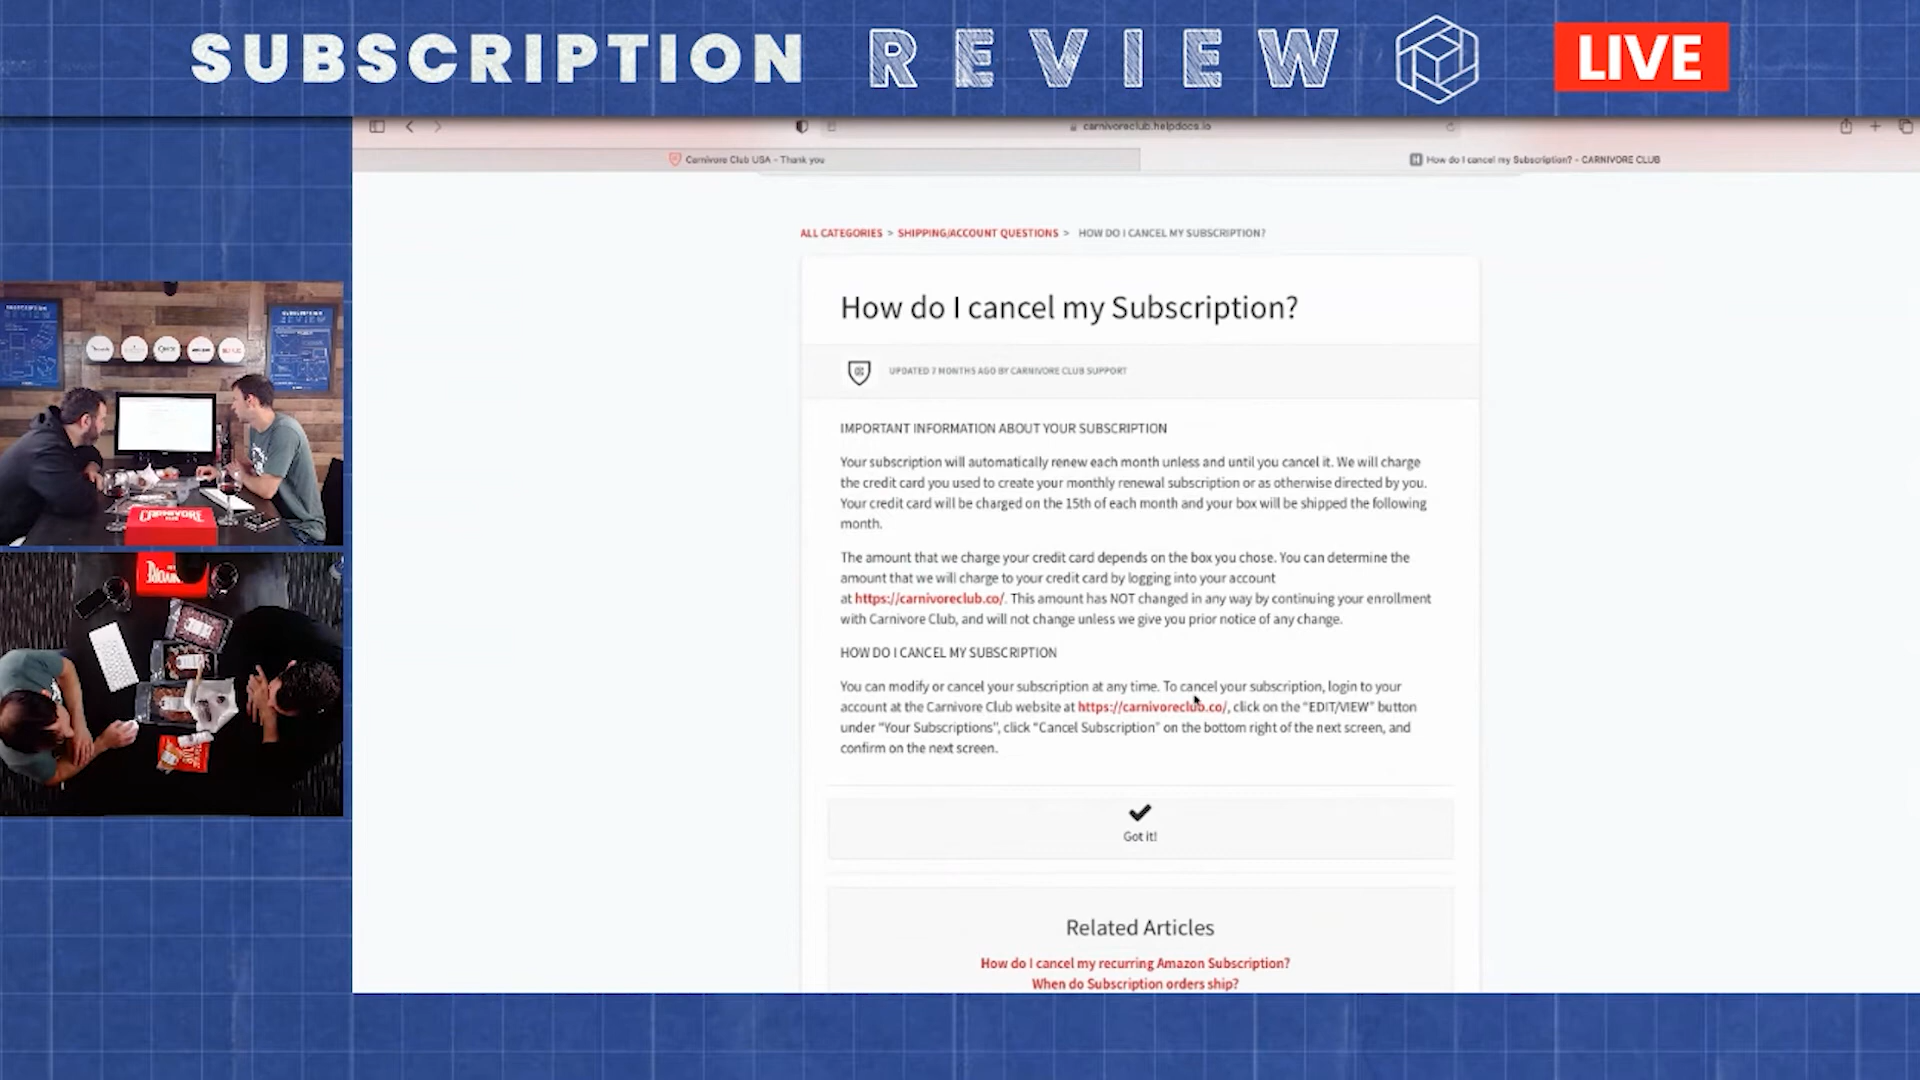 SUBSCRIPTION REVIEW LIVE
carnivoreclub.helpdocs.io
Carnivore Club USA - Thank you
How do I cancel my Subscription? - CARNIVORE CLUB
ALL CATEGORIES > SHIPPING/ACCOUNT QUESTIONS > HOW DO I CANCEL MY SUBSCRIPTION?
How do I cancel my Subscription?
UPDATED 7 MONTHS AGO BY CARNIVORE CLUB SUPPORT
IMPORTANT INFORMATION ABOUT YOUR SUBSCRIPTION
Your subscription will automatically renew each month unless and until you cancel it. We will charge
the credit card you used to create your monthly renewal subscription or as otherwise directed by you.
Your credit card will be charged on the 15th of each month and your box will be shipped the following
month.
The amount that we charge your credit card depends on the box you chose. You can determine the
amount that we will charge to your credit card by logging into your account
at https://carnivoreclub.co/. This amount has NOT changed in any way by continuing your enrollment
with Carnivore Club, and will not change unless we give you prior notice of any change.
HOW DO I CANCEL MY SUBSCRIPTION
You can modify or cancel your subscription at any time. To cancel your subscription, login to your
account at the Carnivore Club website at https://carnivoreclub.co/, click on the "EDIT/VIEW" button
under "Your Subscriptions", click "Cancel Subscription" on the bottom right of the next screen, and
confirm on the next screen.
Got it!
Related Articles
How do I cancel my recurring Amazon Subscription?
When do Subscription orders ship?
SUBSCRIPTION
REVIEW
SUBSCRIPTION
REVIEW
CARNIVORE
CLUB